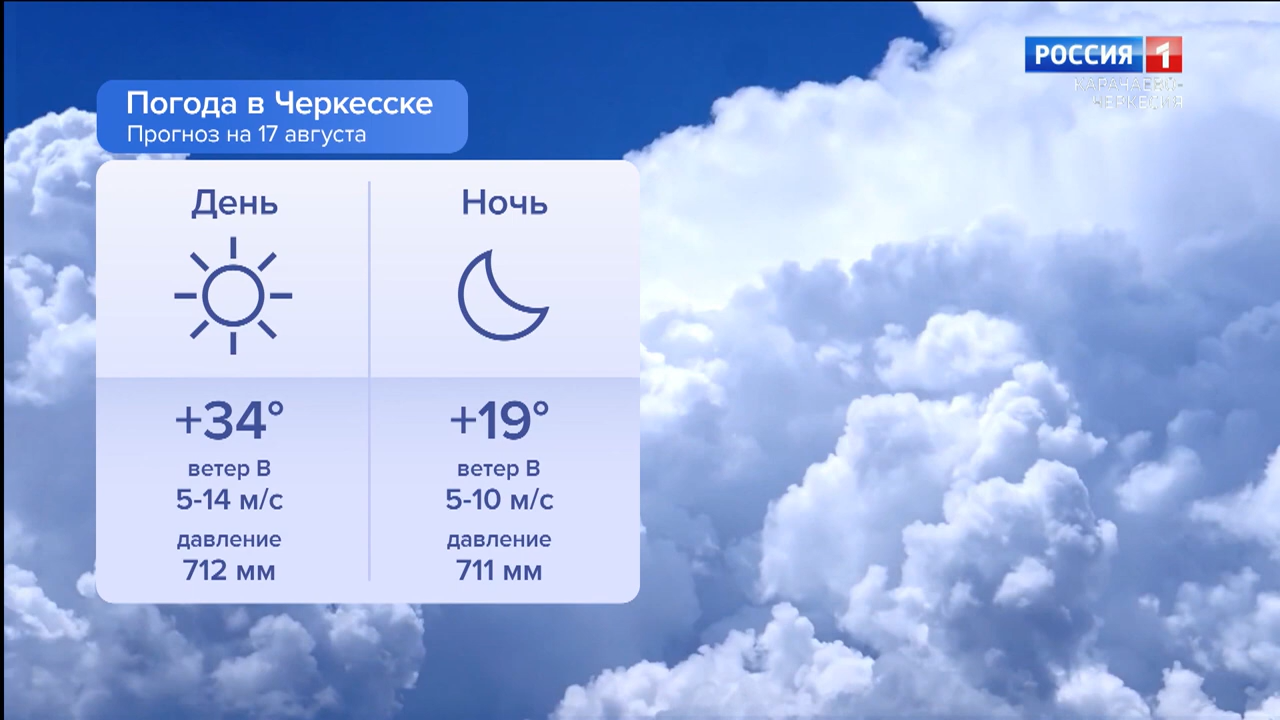 РОССИЯ 1
КАРАЧАЕВО-
ЧЕРКЕСИЯ
Погода в Черкесске
Прогноз на 17 августа
День
Ночь
+34°
+19°
ветер В
ветер В
5-14 м/с
5-10 м/с
давление
давление
712 мм
711 мм